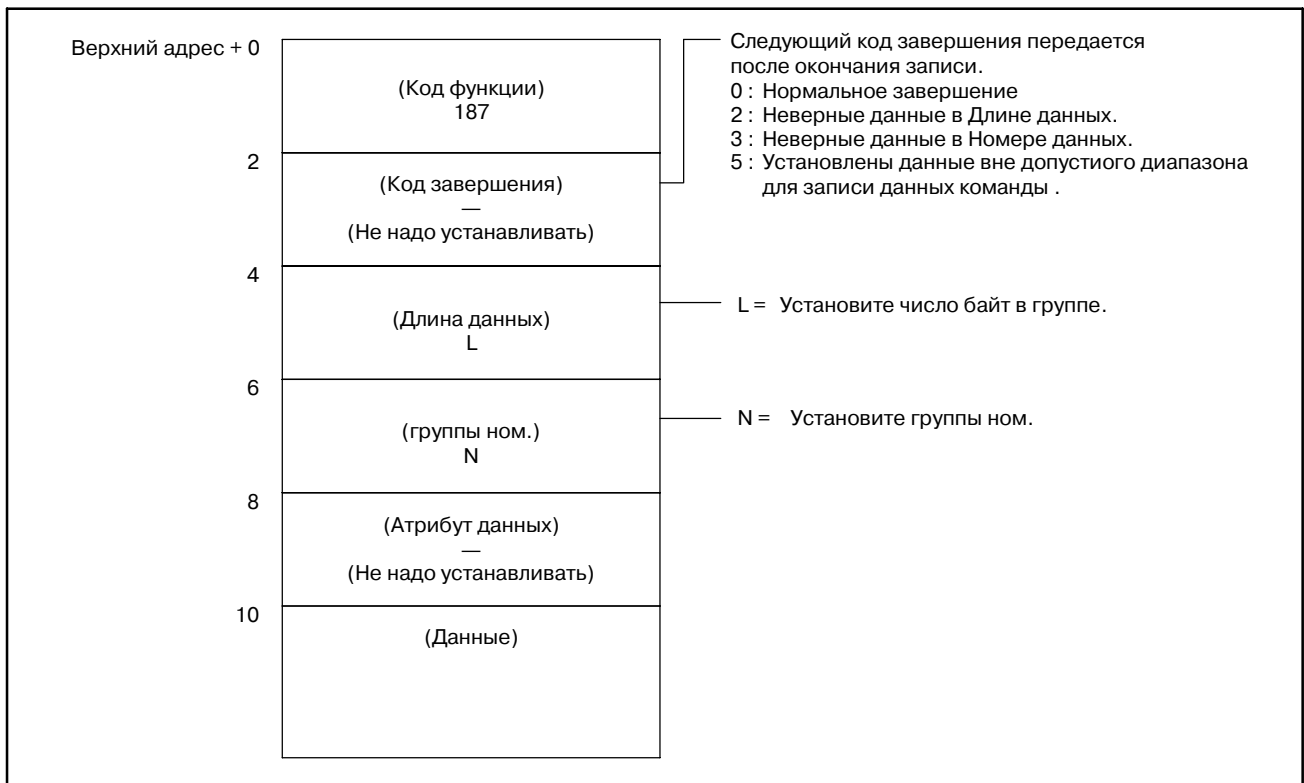 Верхний адрес + 0
(Код функции)
187
Следующий код завершения передается
после окончания записи.
0 : Нормальное завершение
2 : Неверные данные в Длине данных.
3 : Неверные данные в Номере данных.
5 : Установлены данные вне допустиого диапазона
для записи данных команды .
2
(Код завершения)
—
(Не надо устанавливать)
4
(Длина данных)
L
L = Установите число байт в группе.
6
(группы ном.)
N
N = Установите группы ном.
8
(Атрибут данных)
—
(Не надо устанавливать)
10
(Данные)